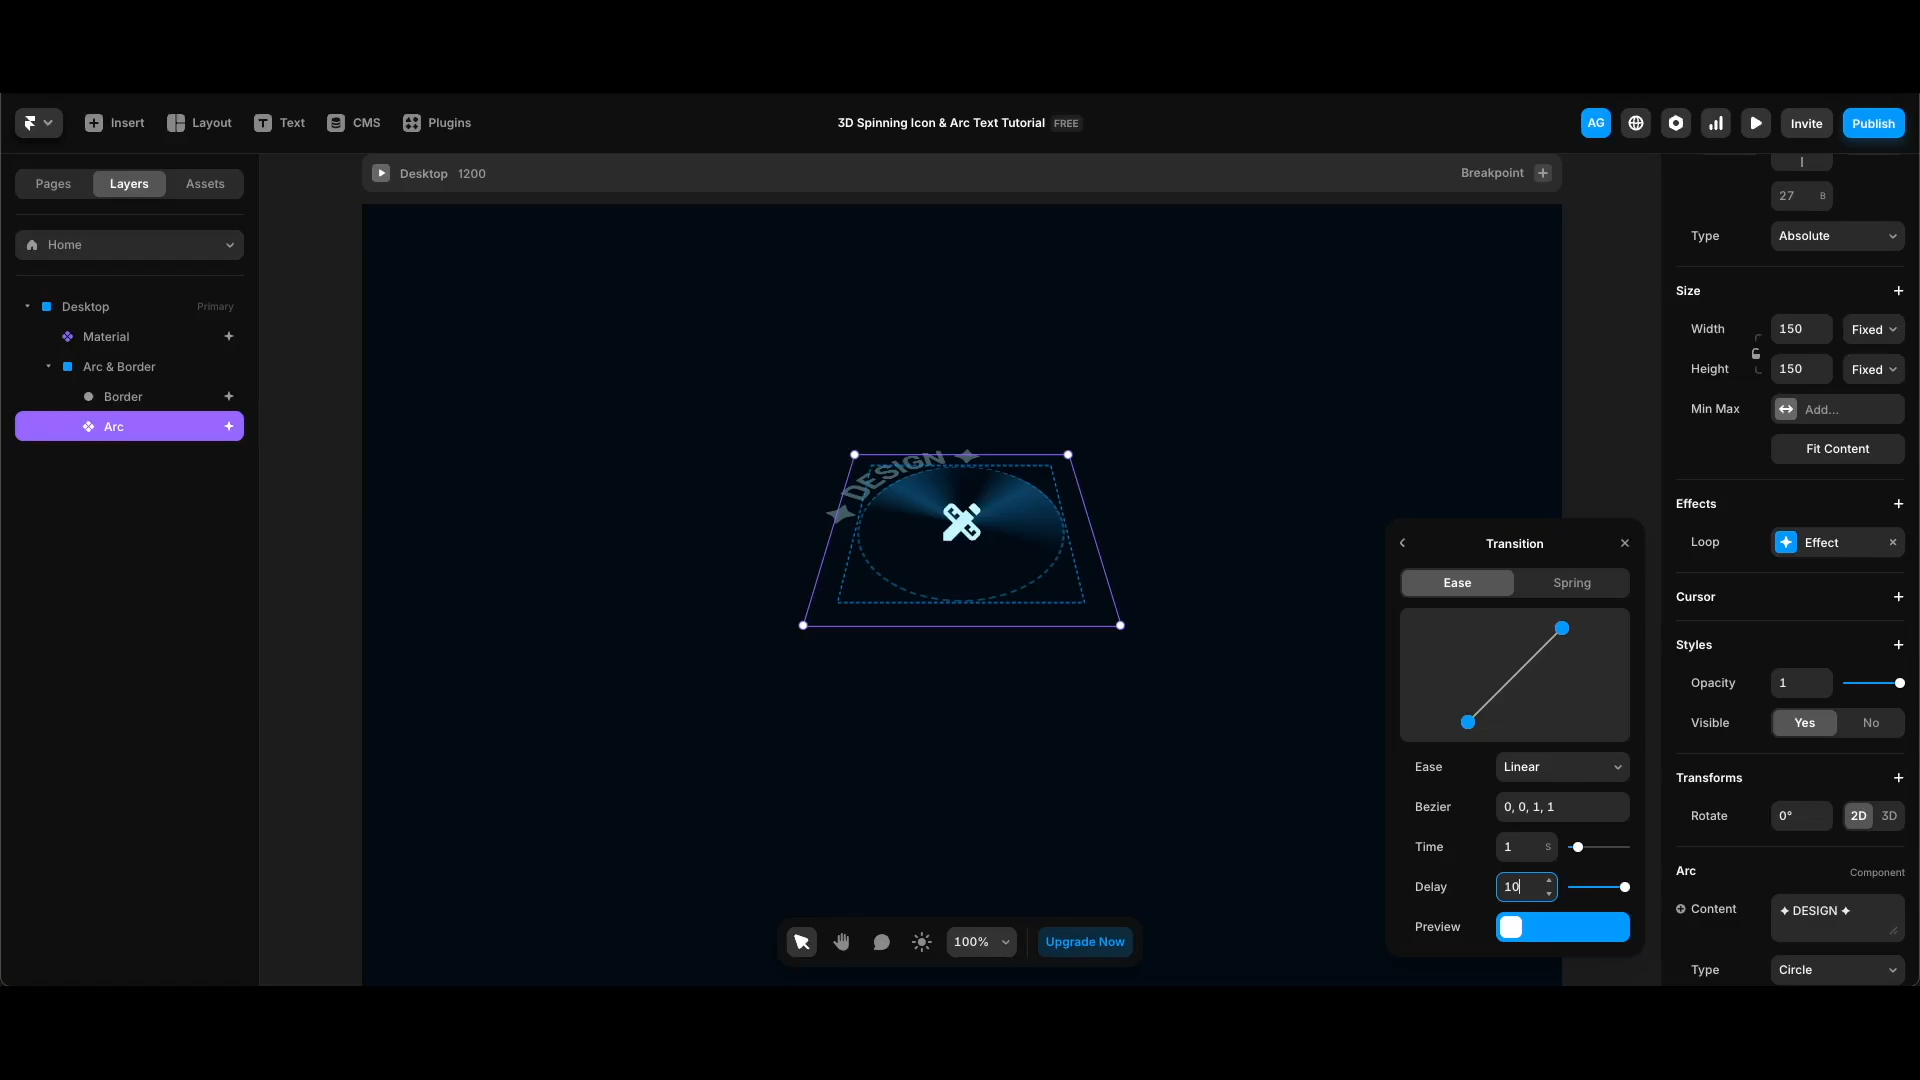 Insert
Layout
Text
CMS
Plugins
3D Spinning Icon & Arc Text Tutorial FREE
AG
Invite
Publish
Pages
Layers
Assets
Home
Desktop
Primary
Material
Arc & Border
Border
Arc
Desktop 1200
Breakpoint
✦ DESIGN ✦
100%
Upgrade Now
Transition
Ease
Spring
Ease
Linear
Bezier
0, 0, 1, 1
Time
1 S
Delay
10
Preview
27 B
Type
Absolute
Size
Width
150
Fixed
Height
150
Fixed
Min Max
Add...
Fit Content
Effects
Loop
Effect
Cursor
Styles
Opacity
1
Visible
Yes
No
Transforms
Rotate
0°
2D
3D
Arc
Component
Content
✦ DESIGN ✦
Type
Circle